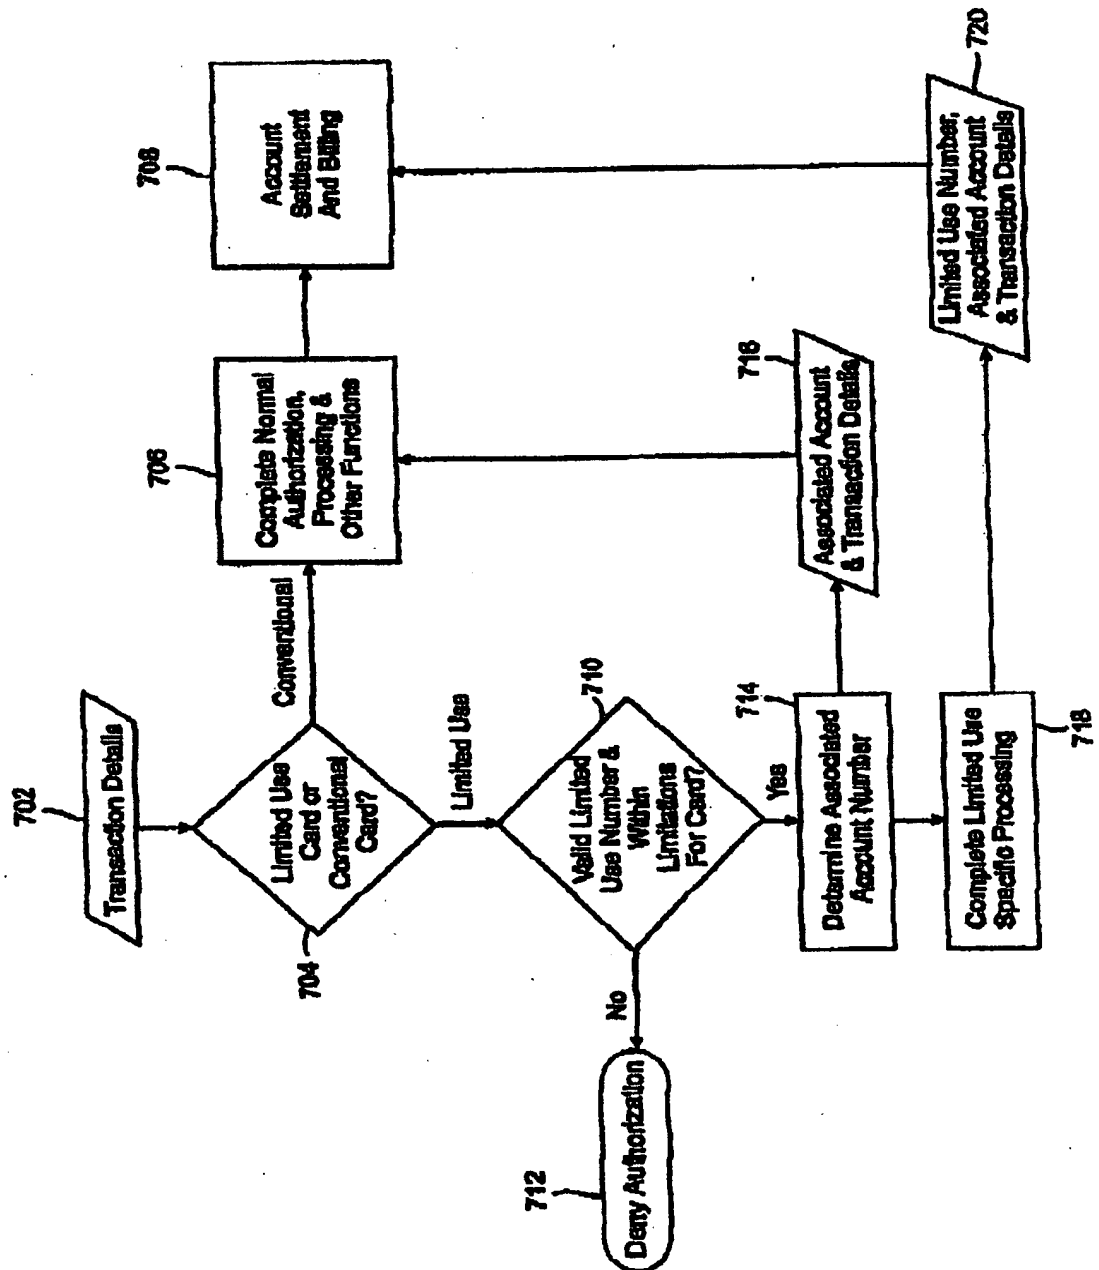 702
Transaction Details
704
Limited Use
Card or
Conventional
Card?
Conventional
706
Complete Normal
Authorization,
Processing &
Other Functions
708
Account
Settlement
And Billing
Limited Use
710
Valid Limited
Use Number &
Within
Limitations
For Card?
No
712
Deny Authorization
Yes
714
Determine Associated
Account Number
716
Associated Account
& Transaction Details
Complete Limited Use
Specific Processing
718
720
Limited Use Number,
Associated Account
& Transaction Details